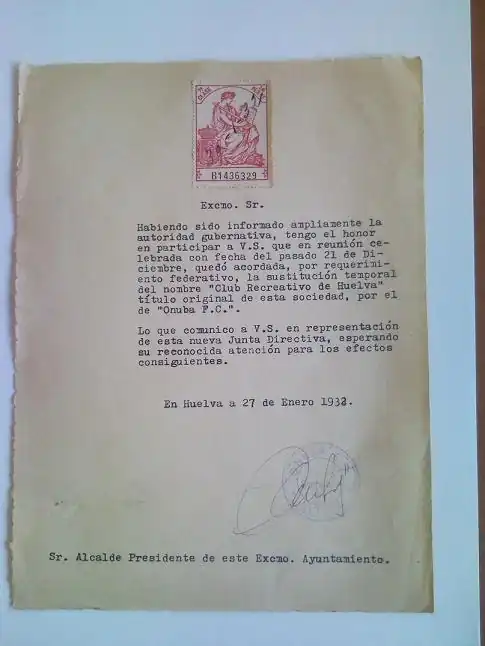 CLASE
B1436329
Excmo. Sr.
Habiendo sido informado ampliamente la
autoridad gubernativa, tengo el honor
en participar a V.S. que en reunión ce-
lebrada con fecha del pasado 21 de Di-
ciembre, quedó acordada, por requerimi-
ento federativo, la sustitución temporal
del nombre "Club Recreativo de Huelva"
título original de esta sociedad, por el
de "Onuba F.C.".
Lo que comunico a V.S. en representación
de esta nueva Junta Directiva, esperando
su reconocida atención para los efectos
consiguientes.
En Huelva a 27 de Enero 1932.
Sr. Alcalde Presidente de este Excmo. Ayuntamiento.